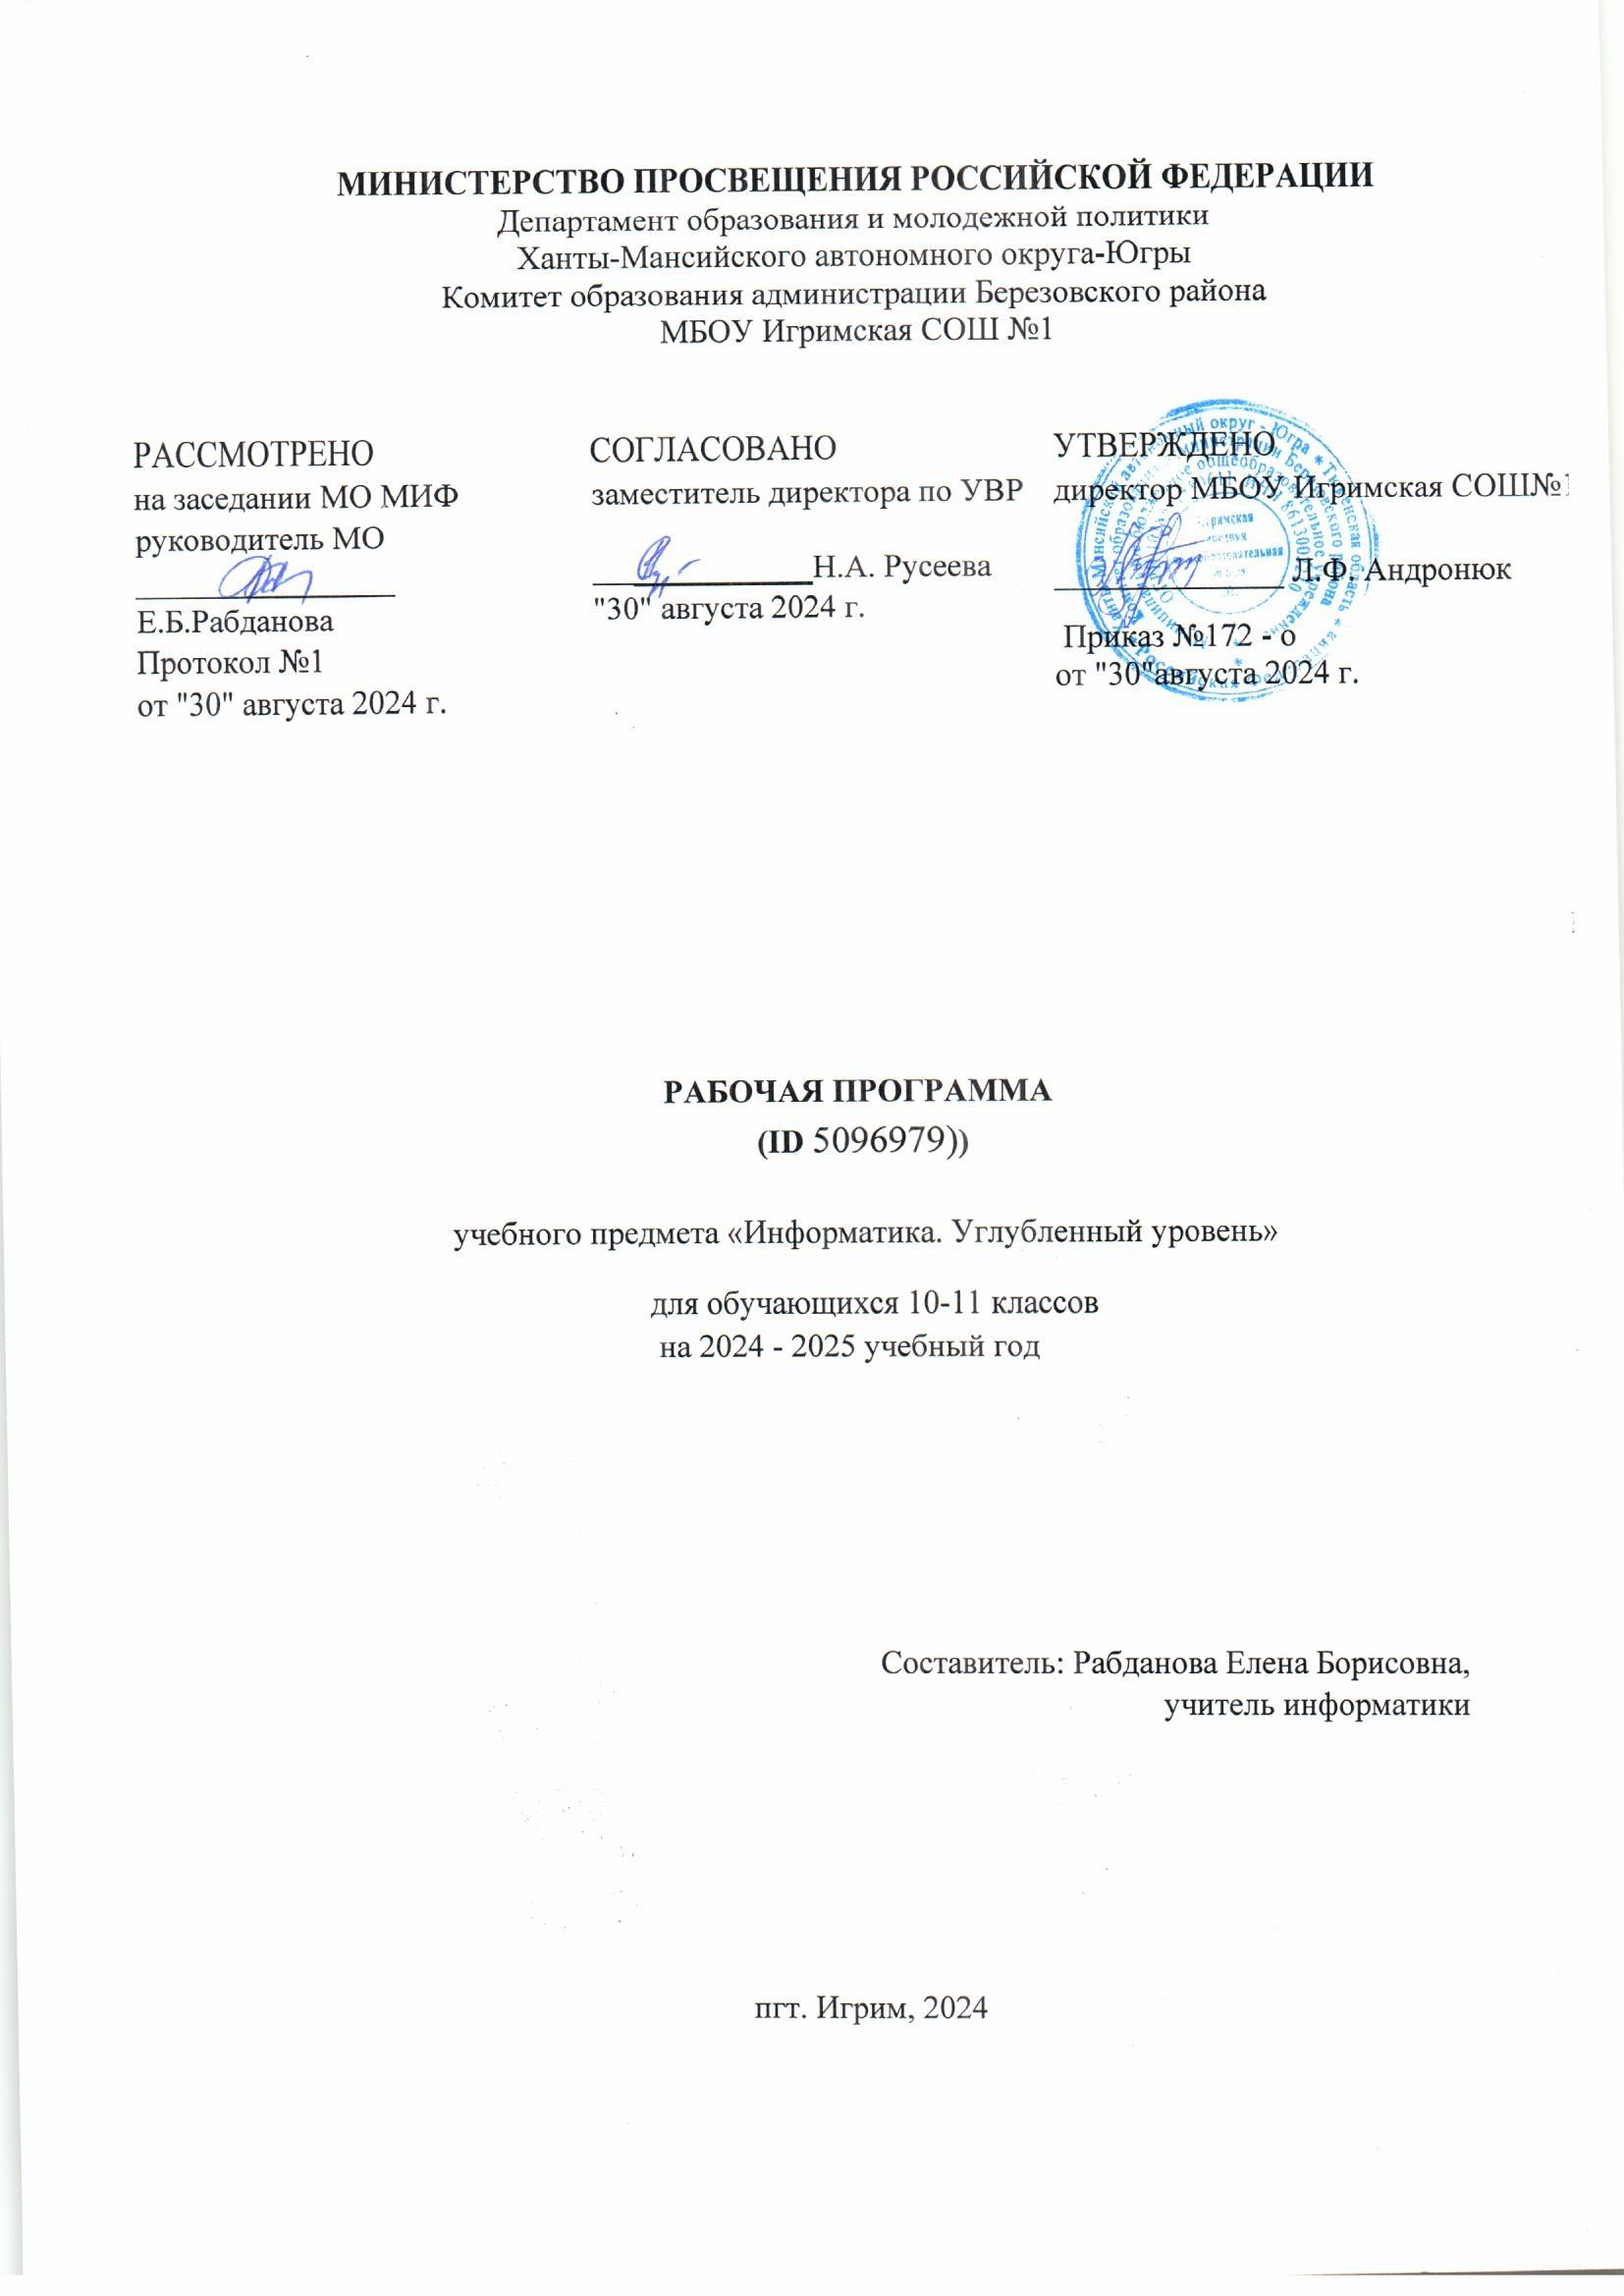 МИНИСТЕРСТВО ПРОСВЕЩЕНИЯ РОССИЙСКОЙ ФЕДЕРАЦИИ
Департамент образования и молодежной политики
Ханты-Мансийского автономного округа-Югры
Комитет образования администрации Березовского района
МБОУ Игримская СОШ №1
РАССМОТРЕНО
на заседании МО МИФ
руководитель МО
Е.Б.Рабданова
Протокол №1
от "30" августа 2024 г.
СОГЛАСОВАНО
заместитель директора по УВР
Н.А. Русеева
"30" августа 2024 г.
УТВЕРЖДЕНО
директор МБОУ Игримская СОШ№1
Л.Ф. Андронюк
Приказ №172 - о
от "30"августа 2024 г.
РАБОЧАЯ ПРОГРАММА
(ID 5096979))
учебного предмета «Информатика. Углубленный уровень»
для обучающихся 10-11 классов
на 2024 - 2025 учебный год
Составитель: Рабданова Елена Борисовна,
учитель информатики
пгт. Игрим, 2024